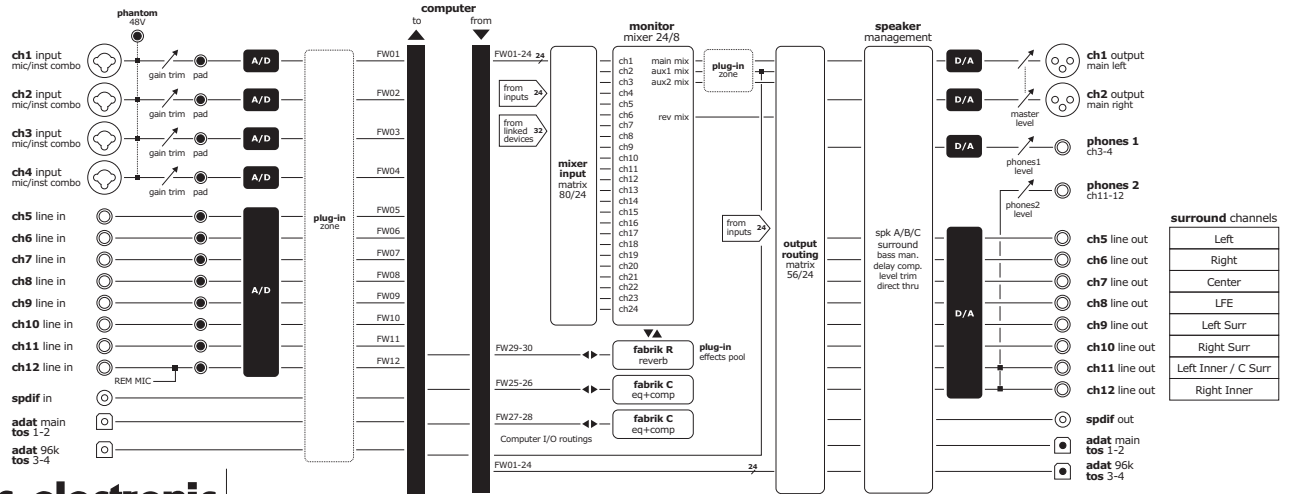 computer
to from
phantom
48V
ch1 input
mic/inst combo
gain trim pad
A/D
FW01
ch2 input
mic/inst combo
gain trim pad
A/D
FW02
ch3 input
mic/inst combo
gain trim pad
A/D
FW03
ch4 input
mic/inst combo
gain trim pad
A/D
FW04
ch5 line in
FW05
ch6 line in
FW06
ch7 line in
FW07
ch8 line in
FW08
ch9 line in
FW09
ch10 line in
FW10
ch11 line in
FW11
ch12 line in
FW12
REM MIC
A/D
plug-in
zone
spdif in
adat main
tos 1-2
adat 96k
tos 3-4
FW01-24 24
from
inputs 24
from
linked 32
devices
mixer
input
matrix
80/24
monitor
mixer 24/8
ch1 main mix
ch2 aux1 mix
ch3 aux2 mix
ch4
ch5
ch6 rev mix
ch7
ch8
ch9
ch10
ch11
ch12
ch13
ch14
ch15
ch16
ch17
ch18
ch19
ch20
ch21
ch22
ch23
ch24
plug-in
zone
from
inputs 24
FW29-30
fabrik R
reverb
plug-in
effects pool
FW25-26
fabrik C
eq+comp
FW27-28
fabrik C
eq+comp
Computer I/O routings
FW01-24 24
output
routing
matrix
56/24
speaker
management
spk A/B/C
surround
bass man.
delay comp.
level trim
direct thru
D/A
ch1 output
main left
D/A
master
level
ch2 output
main right
D/A
phones1
level
phones 1
ch3-4
phones2
level
phones 2
ch11-12
D/A
surround channels
ch5 line out Left
ch6 line out Right
ch7 line out Center
ch8 line out LFE
ch9 line out Left Surr
ch10 line out Right Surr
ch11 line out Left Inner / C Surr
ch12 line out Right Inner
spdif out
adat main
tos 1-2
adat 96k
tos 3-4
electronic